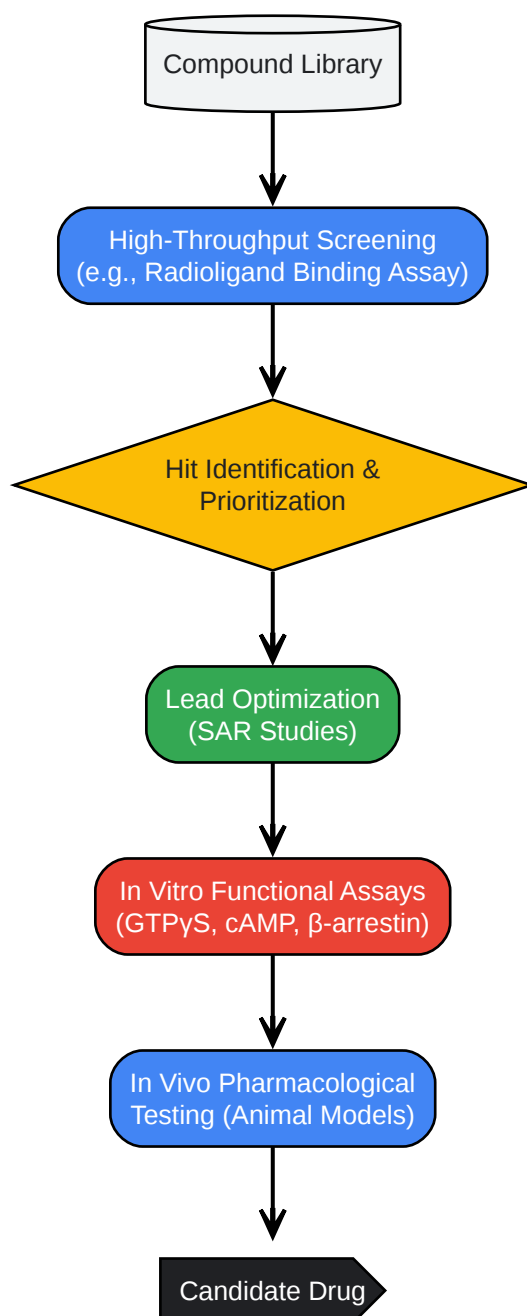 Compound Library
High-Throughput Screening
(e.g., Radioligand Binding Assay)
Hit Identification &
Prioritization
Lead Optimization
(SAR Studies)
In Vitro Functional Assays
(GTPγS, cAMP, β-arrestin)
In Vivo Pharmacological
Testing (Animal Models)
Candidate Drug